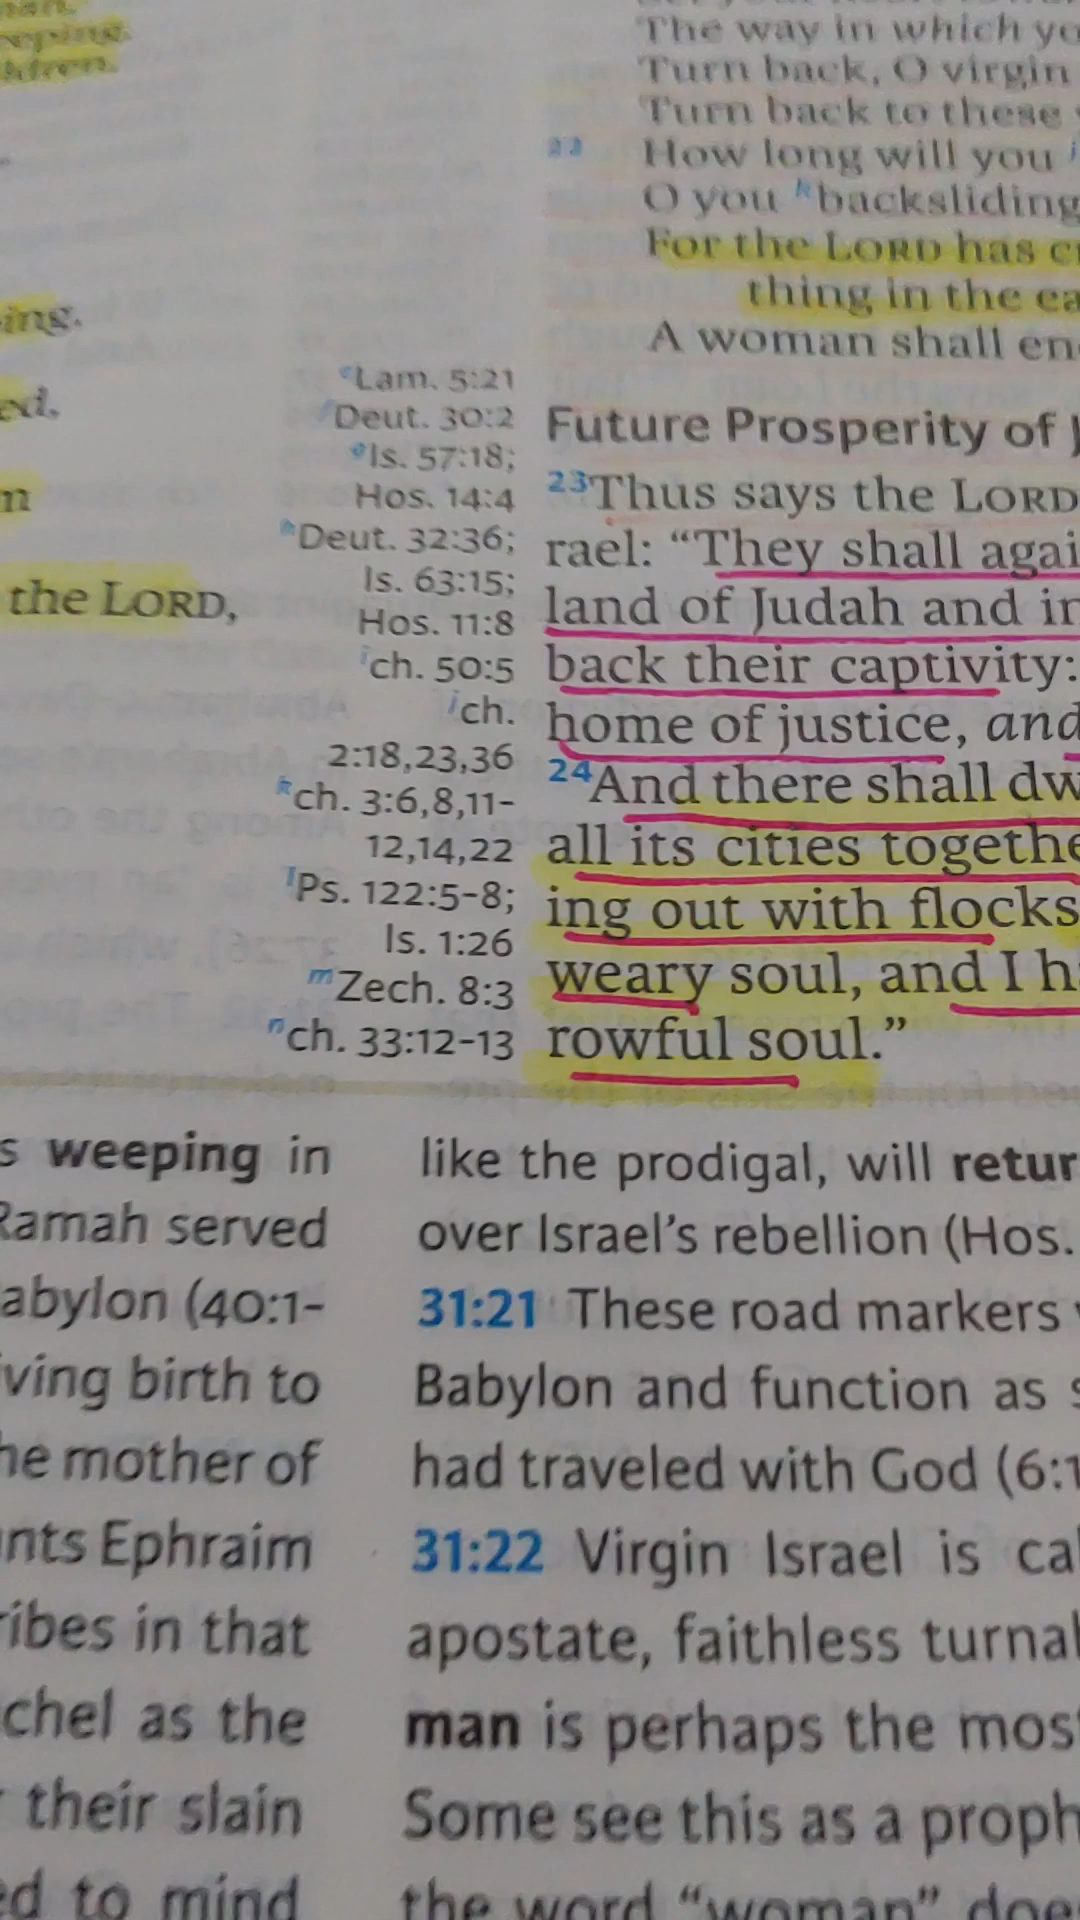 eeping.
ing.
ed.
n
the LORD,
The way in which yo
Turn back, O virgin
Turn back to these
22 How long will you j
O you k backsliding
For the LORD has cr
thing in the ea
A woman shall en
e Lam. 5:21
f Deut. 30:2
g Is. 57:18;
Hos. 14:4
h Deut. 32:36;
Is. 63:15;
Hos. 11:8
i ch. 50:5
j ch.
2:18,23,36
k ch. 3:6,8,11-
12,14,22
l Ps. 122:5-8;
Is. 1:26
m Zech. 8:3
n ch. 33:12-13
Future Prosperity of J
23 Thus says the LORD
rael: “They shall agai
land of Judah and in
back their captivity:
home of justice, and
24 And there shall dw
all its cities togethe
ing out with flocks
weary soul, and I h
rowful soul.”
s weeping in
Ramah served
abylon (40:1-
ving birth to
he mother of
nts Ephraim
ribes in that
chel as the
their slain
ed to mind
like the prodigal, will retur
over Israel’s rebellion (Hos.
31:21 These road markers
Babylon and function as s
had traveled with God (6:1
31:22 Virgin Israel is cal
apostate, faithless turna
man is perhaps the mos
Some see this as a proph
the word “woman” doe